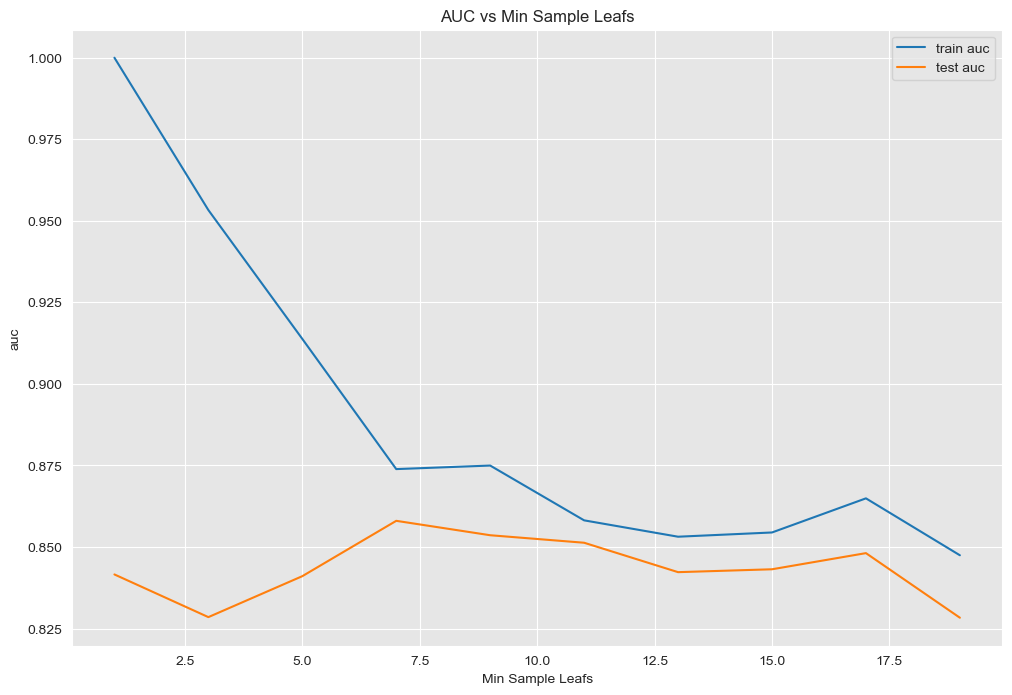 AUC vs Min Sample Leafs
train auc
test auc
1.000
0.975
0.950
0.925
0.900
0.875
0.850
0.825
auc
2.5 5.0 7.5 10.0 12.5 15.0 17.5
Min Sample Leafs